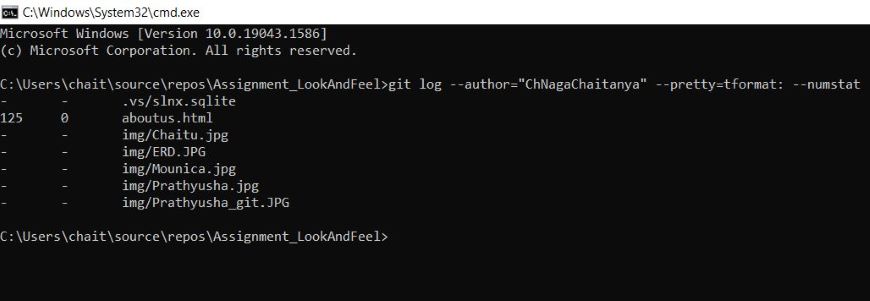 C:\Windows\System32\cmd.exe
Microsoft Windows [Version 10.0.19043.1586]
(c) Microsoft Corporation. All rights reserved.
C:\Users\chait\source\repos\Assignment_LookAndFeel>git log --author="ChNagaChaitanya" --pretty=tformat: --numstat
- - .vs/slnx.sqlite
125 0 aboutus.html
- - img/Chaitu.jpg
- - img/ERD.JPG
- - img/Mounica.jpg
- - img/Prathyusha.jpg
- - img/Prathyusha_git.JPG
C:\Users\chait\source\repos\Assignment_LookAndFeel>